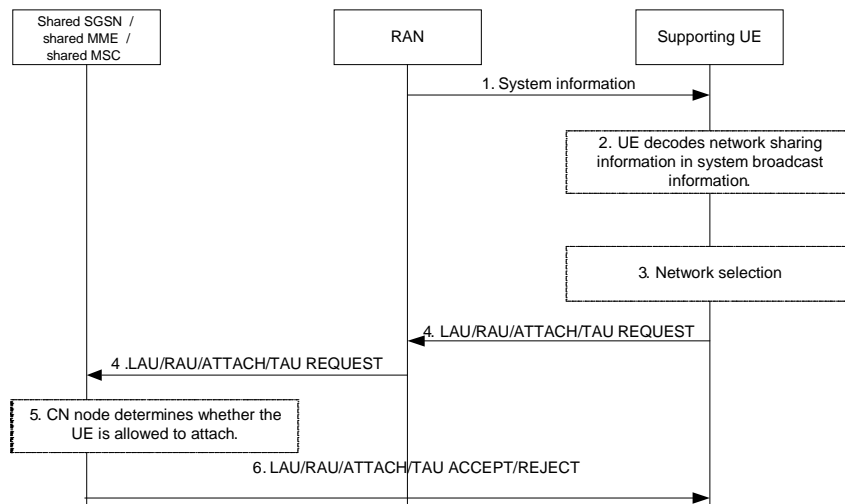 Shared SGSN /
shared MME /
shared MSC
RAN
Supporting UE
1. System information
2. UE decodes network sharing
information in system broadcast
information.
3. Network selection
4. LAU/RAU/ATTACH/TAU REQUEST
4 .LAU/RAU/ATTACH/TAU REQUEST
5. CN node determines whether the
UE is allowed to attach.
6. LAU/RAU/ATTACH/TAU ACCEPT/REJECT